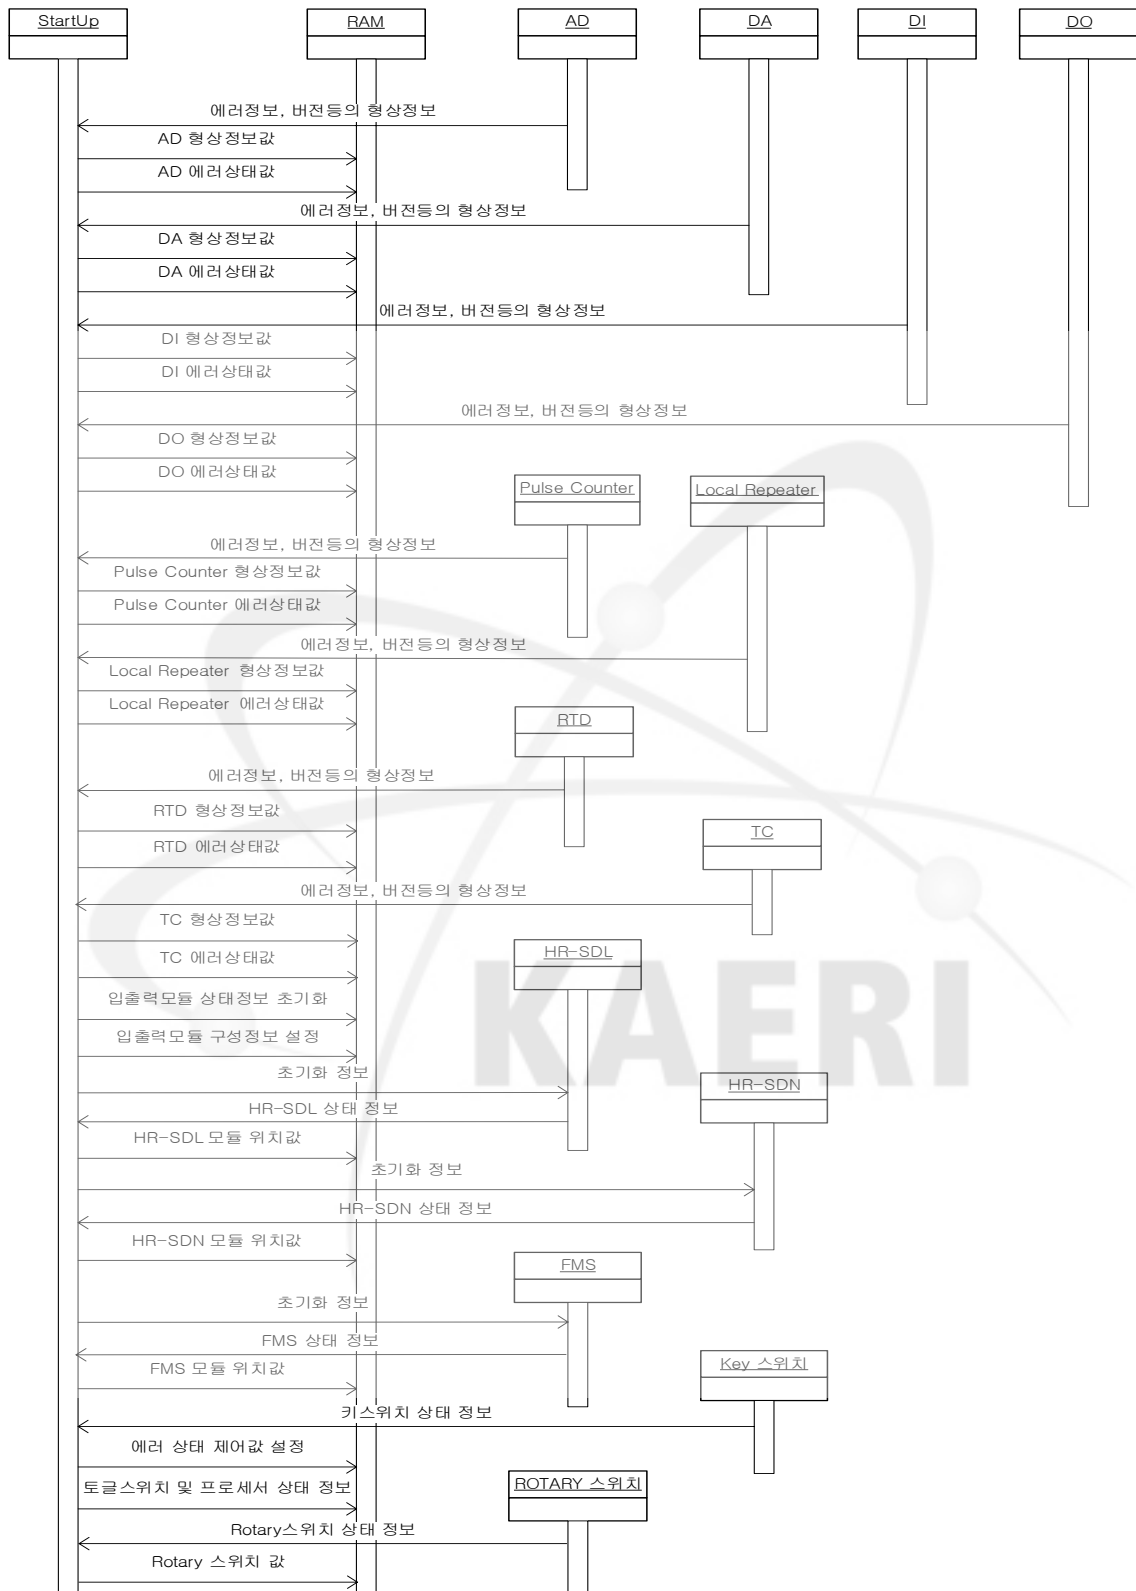 StartUp
RAM
AD
DA
DI
DO
에러정보, 버전등의 형상정보
AD 형상정보값
AD 에러상태값
에러정보, 버전등의 형상정보
DA 형상정보값
DA 에러상태값
에러정보, 버전등의 형상정보
DI 형상정보값
DI 에러상태값
에러정보, 버전등의 형상정보
DO 형상정보값
DO 에러상태값
Pulse Counter
Local Repeater
에러정보, 버전등의 형상정보
Pulse Counter 형상정보값
Pulse Counter 에러상태값
에러정보, 버전등의 형상정보
Local Repeater 형상정보값
Local Repeater 에러상태값
RTD
에러정보, 버전등의 형상정보
RTD 형상정보값
RTD 에러상태값
TC
에러정보, 버전등의 형상정보
TC 형상정보값
TC 에러상태값
HR-SDL
입출력모듈 상태정보 초기화
입출력모듈 구성정보 설정
KAERI
초기화 정보
HR-SDN
HR-SDL 상태 정보
HR-SDL 모듈 위치값
초기화 정보
HR-SDN 상태 정보
HR-SDN 모듈 위치값
FMS
초기화 정보
FMS 상태 정보
FMS 모듈 위치값
Key 스위치
키스위치 상태 정보
에러 상태 제어값 설정
토글스위치 및 프로세서 상태 정보
ROTARY 스위치
Rotary스위치 상태 정보
Rotary 스위치 값